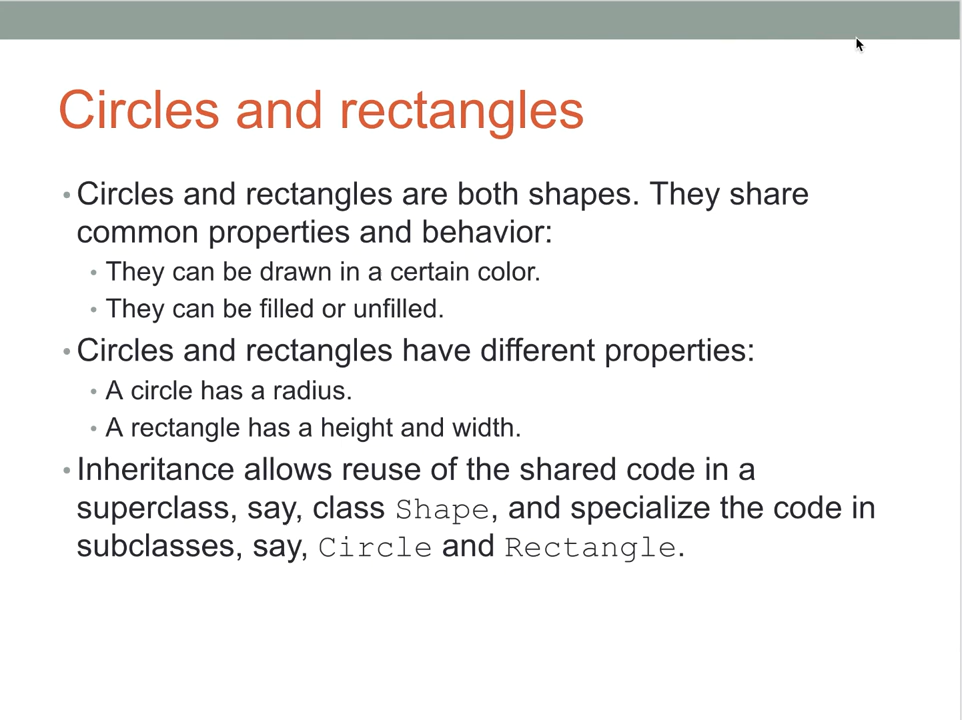 Circles and rectangles
• Circles and rectangles are both shapes. They share
common properties and behavior:
• They can be drawn in a certain color.
• They can be filled or unfilled.
• Circles and rectangles have different properties:
• A circle has a radius.
• A rectangle has a height and width.
• Inheritance allows reuse of the shared code in a
superclass, say, class Shape, and specialize the code in
subclasses, say, Circle and Rectangle.